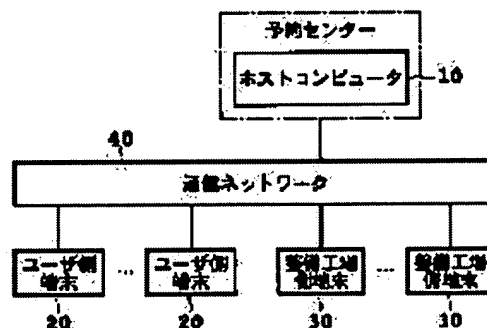 予約センター
ホストコンピュータ
10
40
通信ネットワーク
ユーザ側
端末
...
ユーザ側
端末
整備工場
側端末
...
整備工場
側端末
20
20
30
30